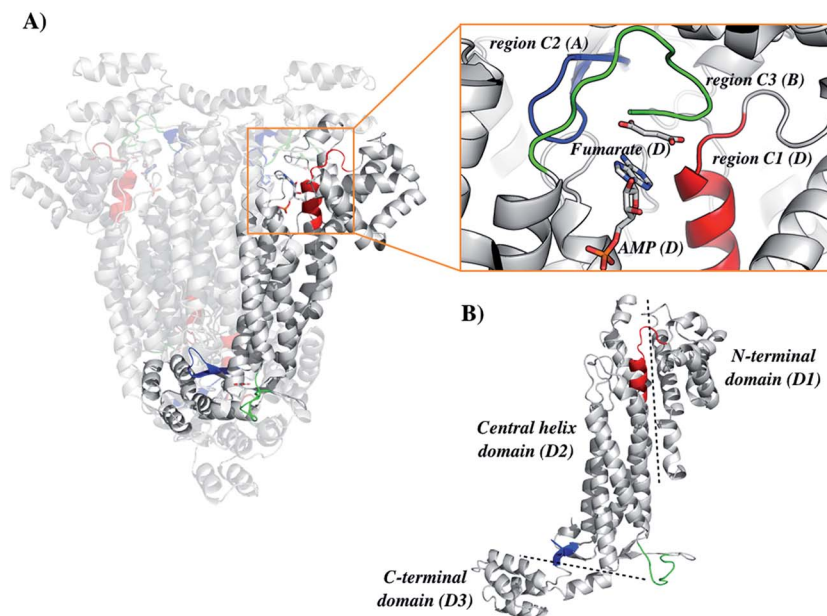 A)
region C2 (A)
region C3 (B)
Fumarate (D)
region C1 (D)
AMP (D)
B)
N-terminal
domain (D1)
Central helix
domain (D2)
C-terminal
domain (D3)